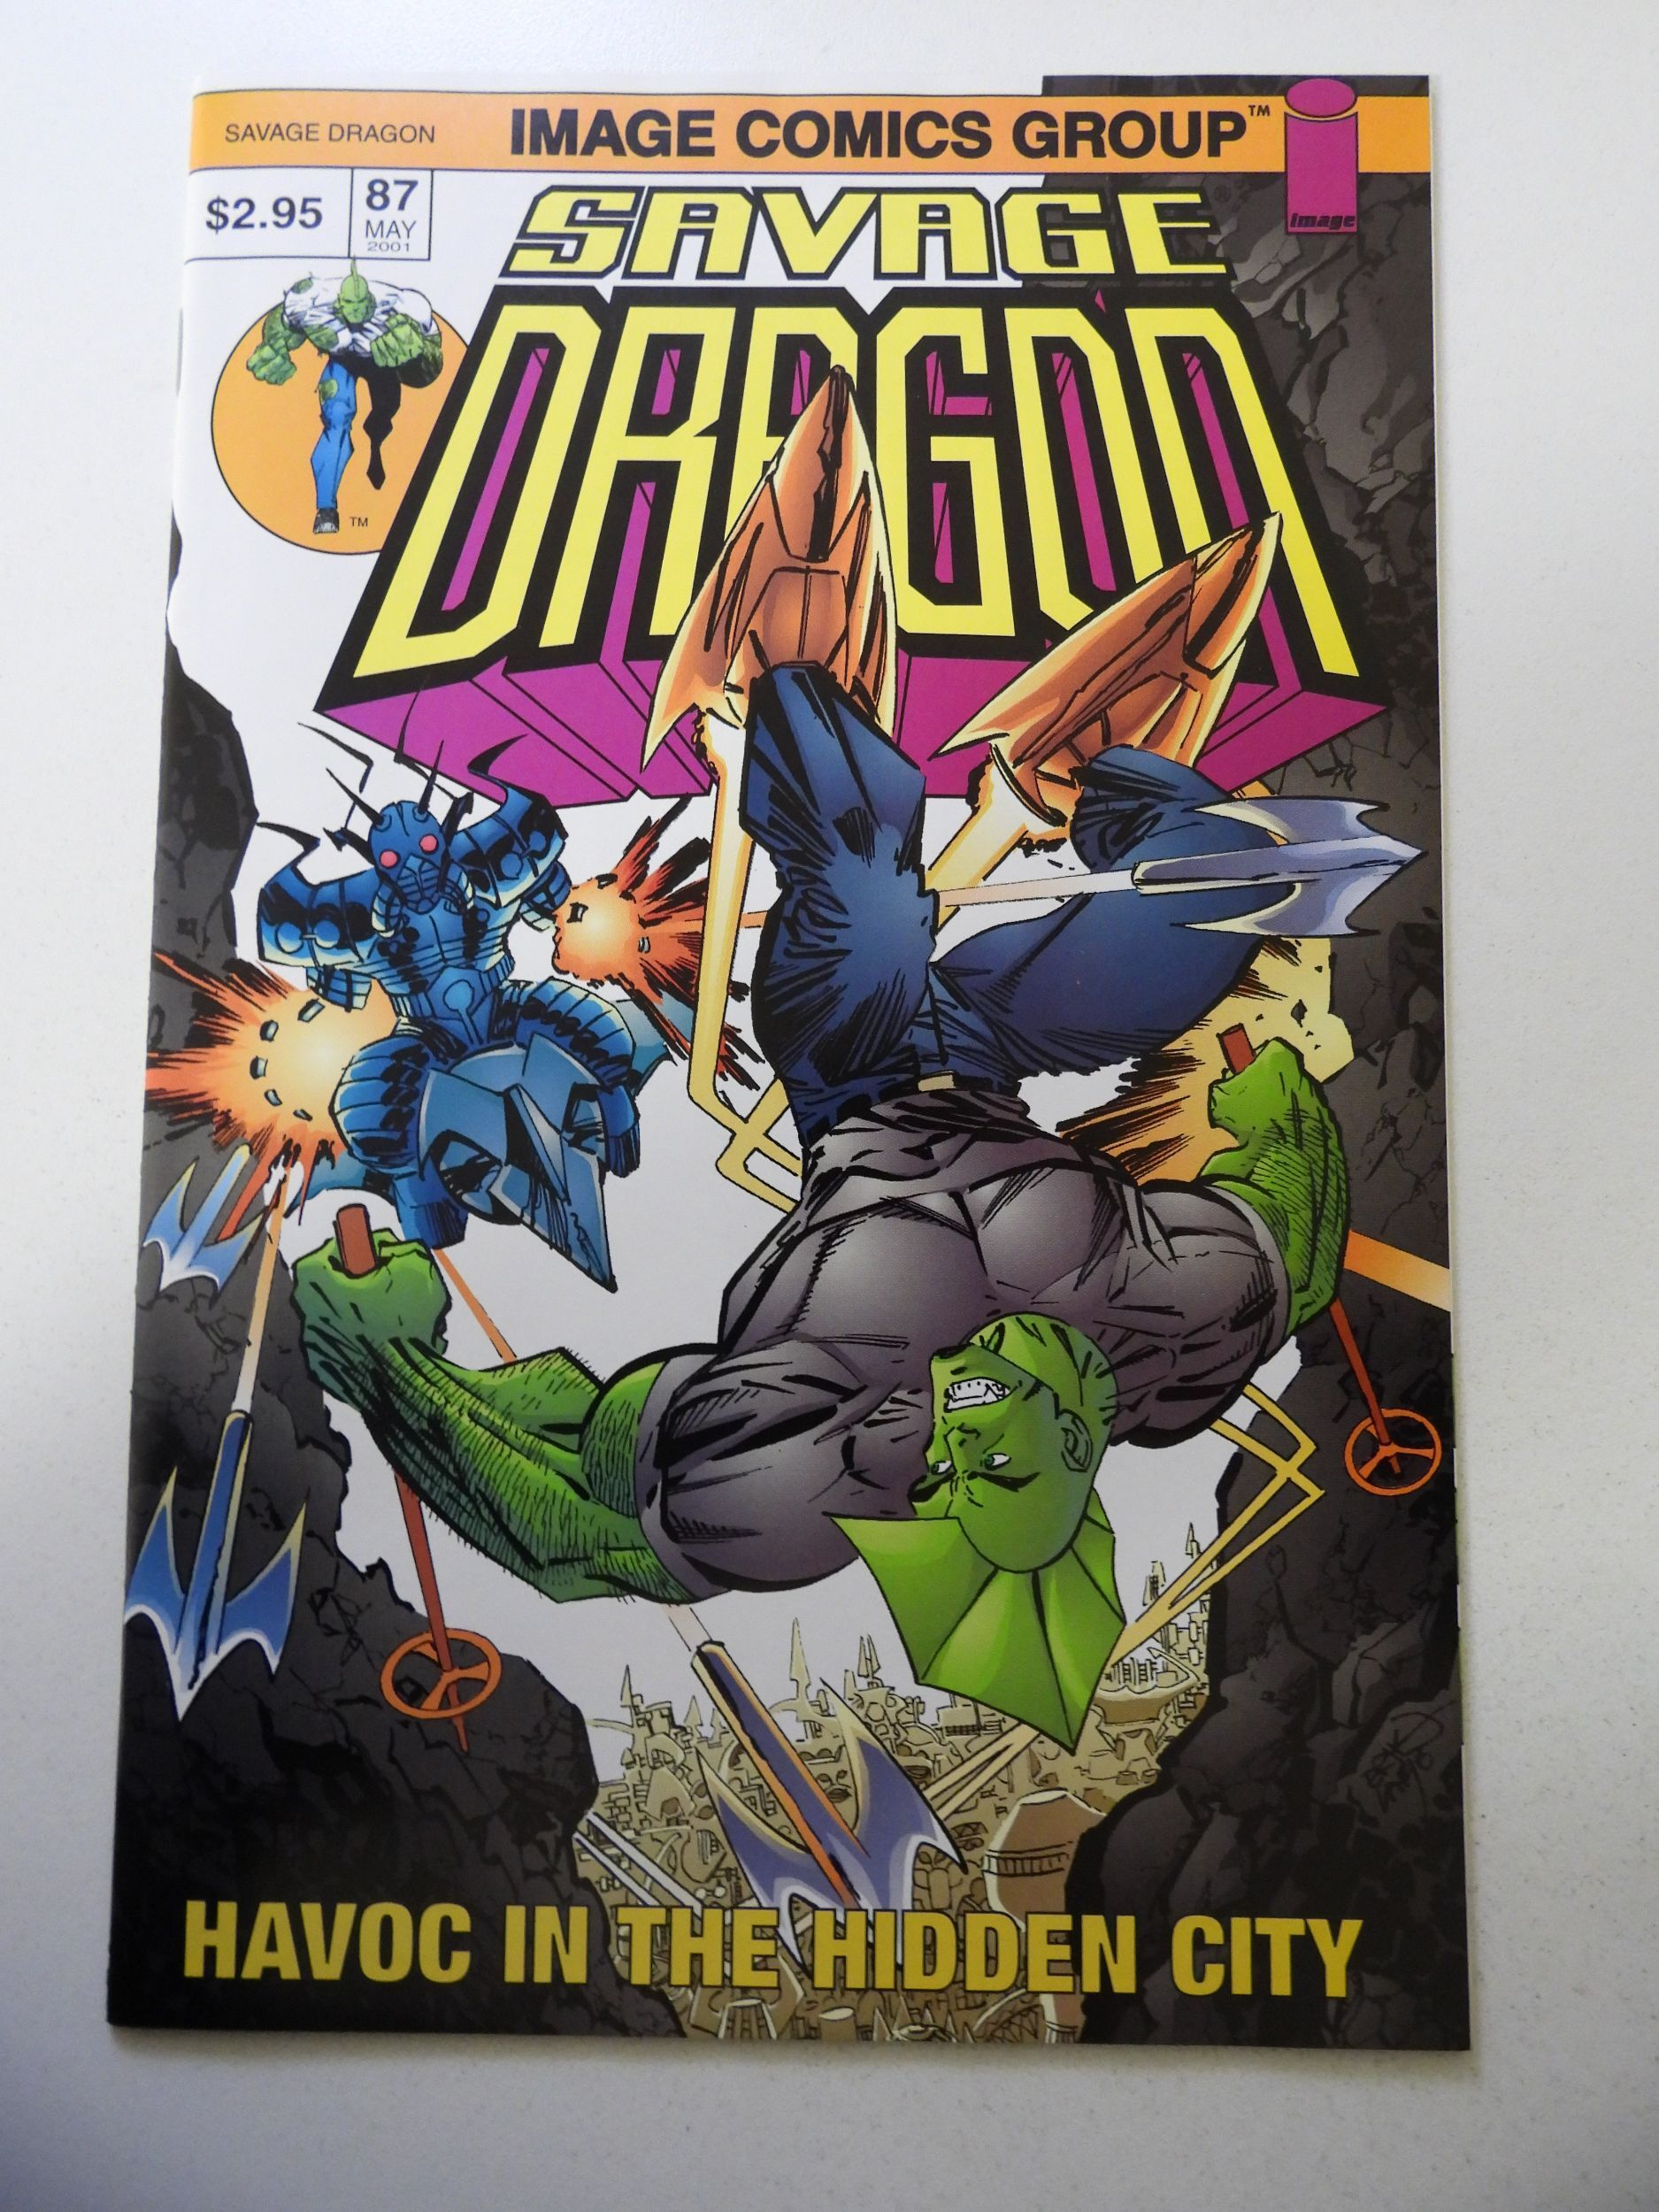 SAVAGE DRAGON
IMAGE COMICS GROUP™
$2.95
87
MAY
2001
image
SAVAGE
DRAGON
TM
HAVOC IN THE HIDDEN CITY